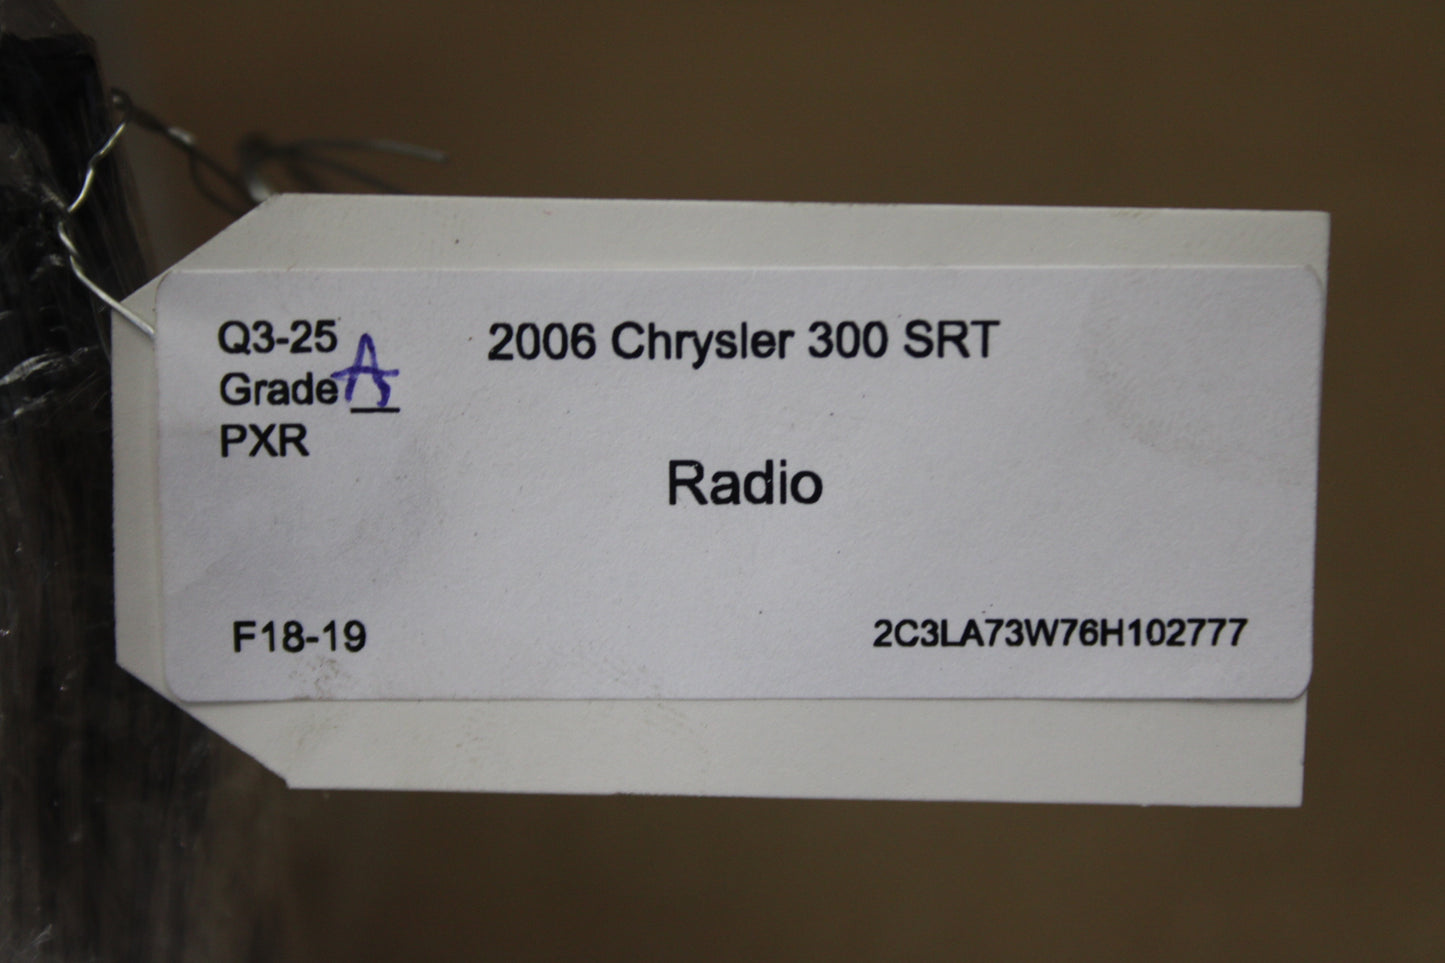 Q3-25
2006 Chrysler 300 SRT
Grade A
PXR
Radio
F18-19
2C3LA73W76H102777